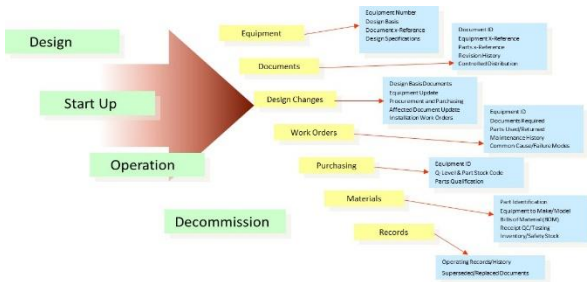 Design
Start Up
Operation
Decommission
Equipment
Equipment Number
Design Basis
Document x-Reference
Design Specifications
Documents
Document ID
Equipment X-Reference
Parts x-Reference
Revision History
Controlled Distribution
Design Changes
Design Basis Documents
Equipment Update
Procurement and Purchasing
Affected Document Update
Installation Work Orders
Work Orders
Equipment ID
Documents Required
Parts Used/Returned
Maintenance History
Common Cause/Failure Modes
Purchasing
Equipment ID
Q Level & Part Stock Code
Parts Qualification
Materials
Part Identification
Equipment to Make/Model
Bills of Material (BOM)
Receipt QC/Testing
Inventory/Safety Stock
Records
Operating Records/History
Superseded/Replaced Documents